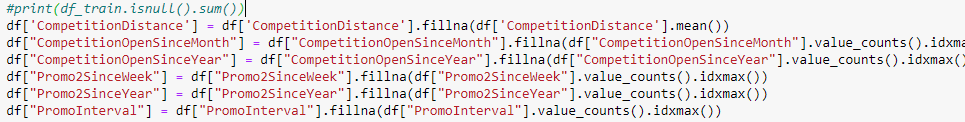 #print(df_train.isnull().sum())
df['CompetitionDistance'] = df['CompetitionDistance'].fillna(df['CompetitionDistance'].mean())
df["CompetitionOpenSinceMonth"] = df["CompetitionOpenSinceMonth"].fillna(df["CompetitionOpenSinceMonth"].value_counts().idxma
df["CompetitionOpenSinceYear"] = df["CompetitionOpenSinceYear"].fillna(df["CompetitionOpenSinceYear"].value_counts().idxmax(
df["Promo2SinceWeek"] = df["Promo2SinceWeek"].fillna(df["Promo2SinceWeek"].value_counts().idxmax())
df["Promo2SinceYear"] = df["Promo2SinceYear"].fillna(df["Promo2SinceYear"].value_counts().idxmax())
df["PromoInterval"] = df["PromoInterval"].fillna(df["PromoInterval"].value_counts().idxmax())